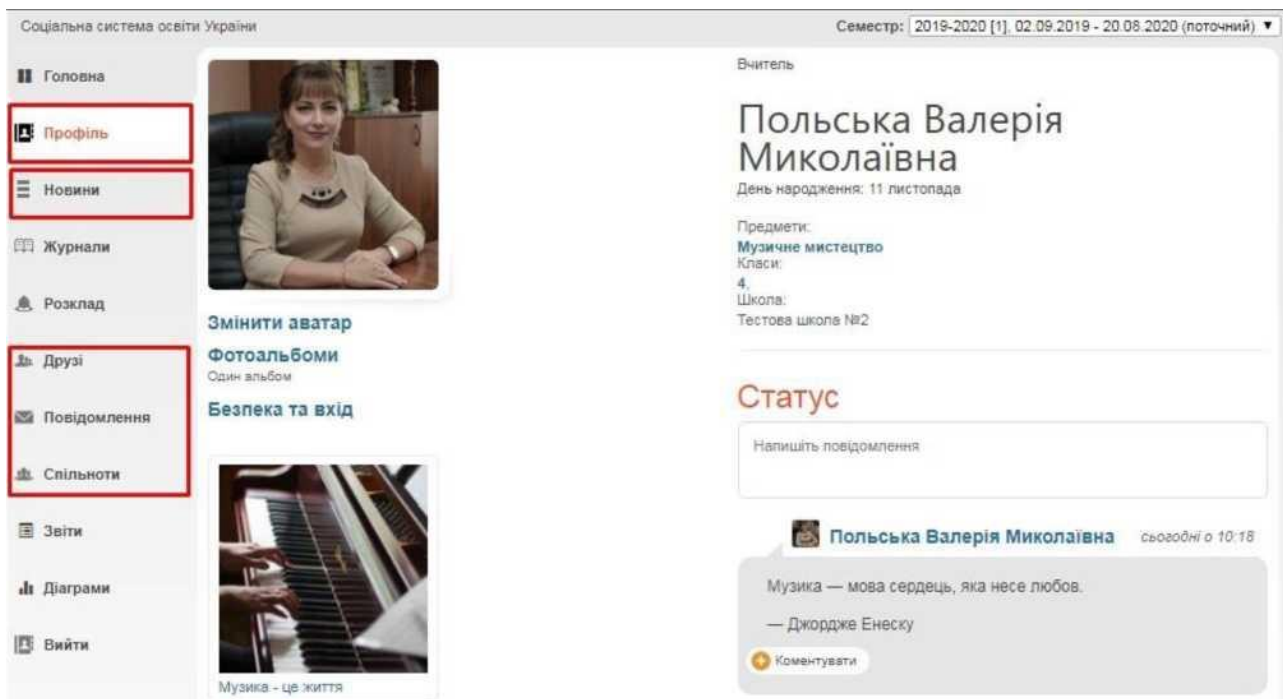 Соціальна система освіти України
Семестр: 2019-2020 [1], 02.09.2019 - 20.08.2020 (поточний)
Головна
Профіль
Новини
Журнали
Розклад
Друзі
Повідомлення
Спільноти
Звіти
Діаграми
Вийти
Змінити аватар
Фотоальбоми
Один альбом
Безпека та вхід
Музика - це життя
Вчитель
Польська Валерія
Миколаївна
День народження: 11 листопада
Предмети:
Музичне мистецтво
Класи:
4,
Школа:
Тестова школа №2
Статус
Напишіть повідомлення
Польська Валерія Миколаївна сьогодні о 10:18
Музика — мова сердець, яка несе любов.
— Джордже Енеску
Коментувати